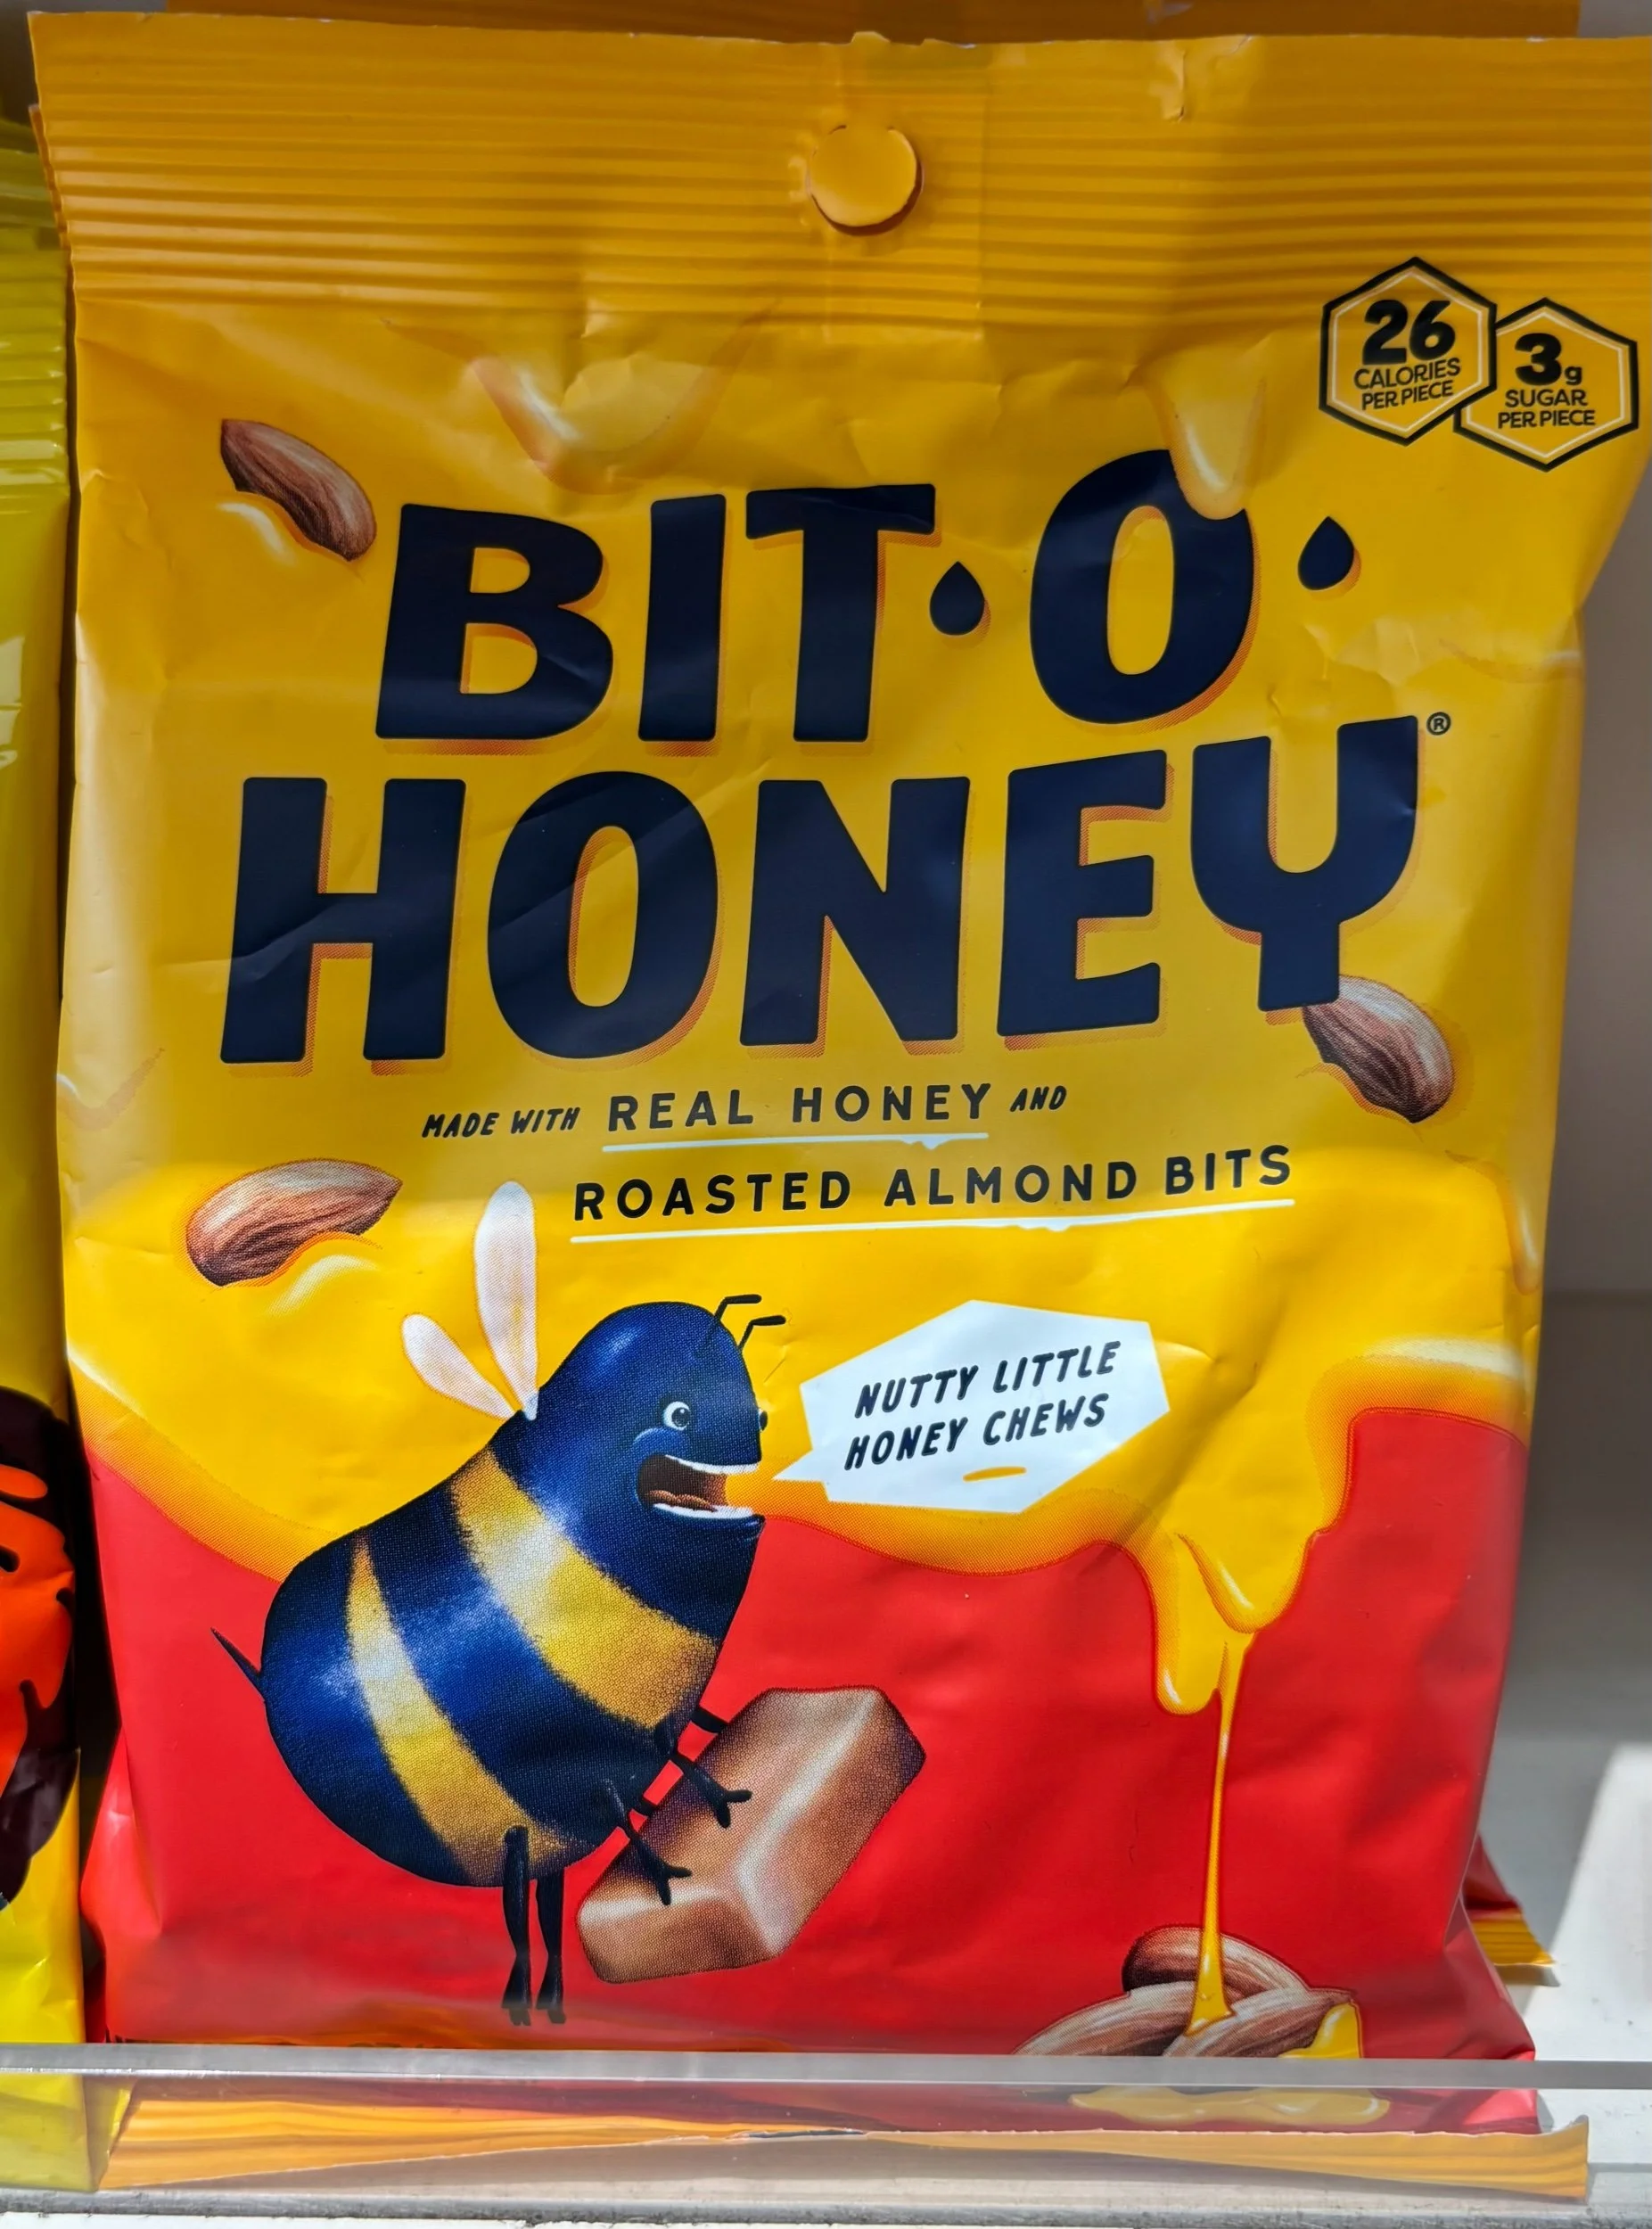 26
CALORIES
PER PIECE
3g
SUGAR
PER PIECE
BIT·O·
HONEY®
MADE WITH REAL HONEY AND
ROASTED ALMOND BITS
NUTTY LITTLE
HONEY CHEWS